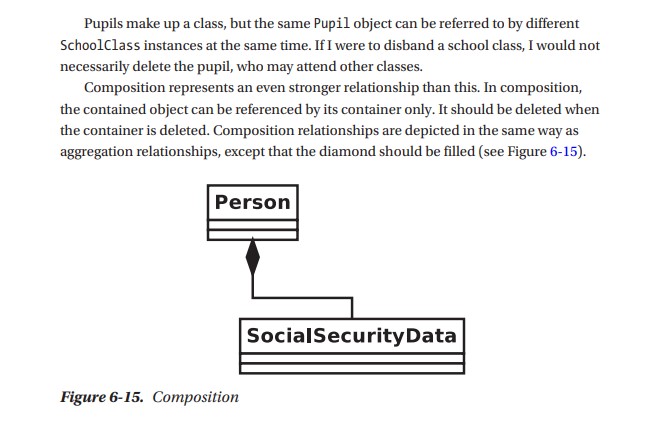 Pupils make up a class, but the same Pupil object can be referred to by different
SchoolClass instances at the same time. If I were to disband a school class, I would not
necessarily delete the pupil, who may attend other classes.
Composition represents an even stronger relationship than this. In composition,
the contained object can be referenced by its container only. It should be deleted when
the container is deleted. Composition relationships are depicted in the same way as
aggregation relationships, except that the diamond should be filled (see Figure 6-15).
Person
SocialSecurityData
Figure 6-15. Composition